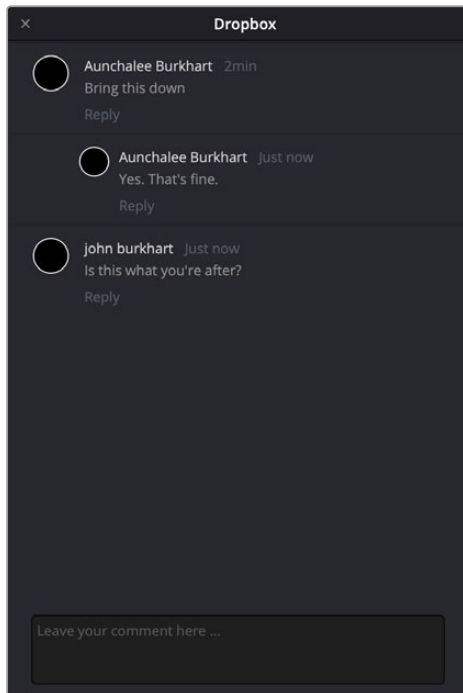 × Dropbox
Aunchalee Burkhart 2min
Bring this down
Reply
Aunchalee Burkhart Just now
Yes. That's fine.
Reply
john burkhart Just now
Is this what you're after?
Reply
Leave your comment here ...